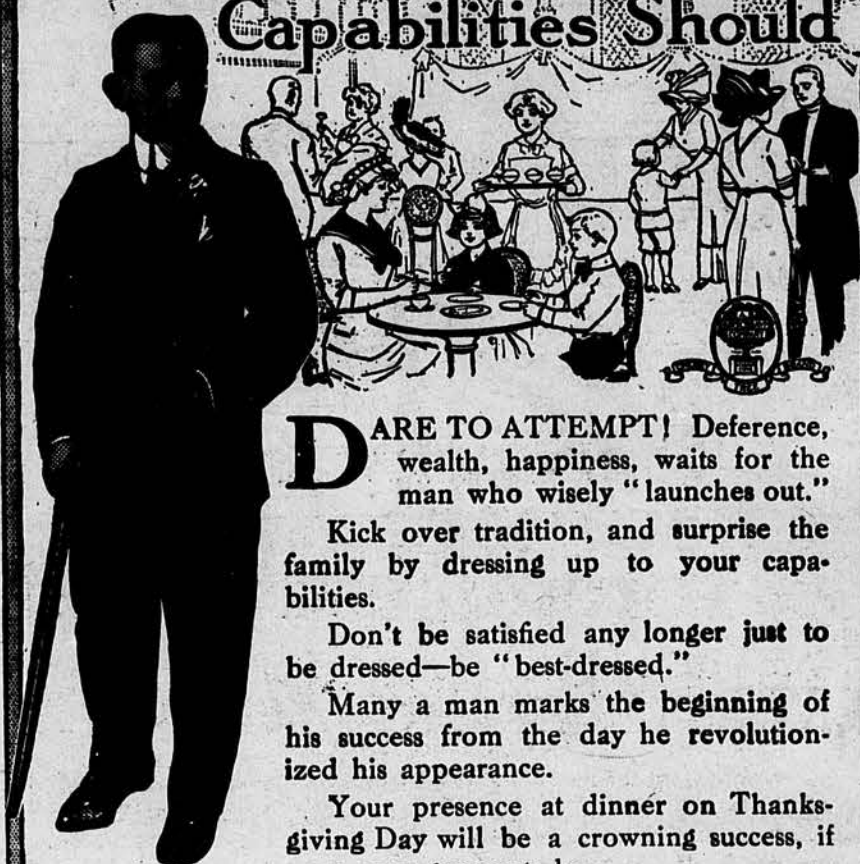 Capabilities Should
DARE TO ATTEMPT! Deference,
wealth, happiness, waits for the
man who wisely "launches out."
Kick over tradition, and surprise the
family by dressing up to your capa-
bilities.
Don't be satisfied any longer just to
be dressed—be "best-dressed."
Many a man marks the beginning of
his success from the day he revolution-
ized his appearance.
Your presence at dinner on Thanks-
giving Day will be a crowning success, if